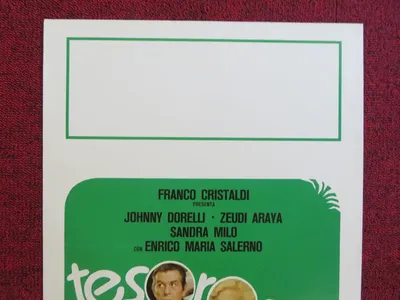 FRANCO CRISTALDI
PRESENTA
JOHNNY DORELLI · ZEUDI ARAYA
SANDRA MILO
CON ENRICO MARIA SALERNO